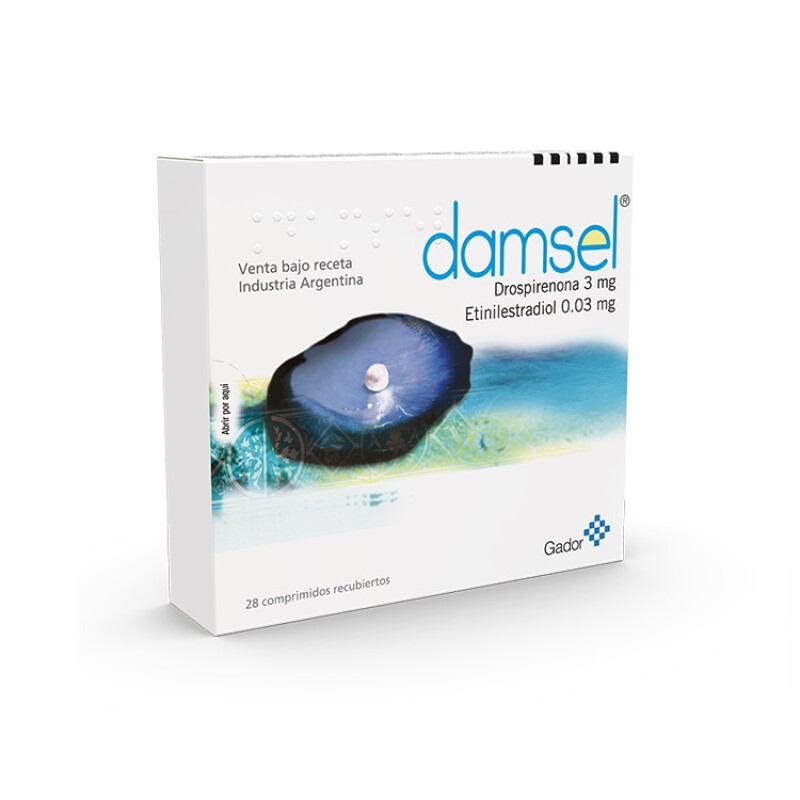 damsel®
Drospirenona 3 mg
Etinilestradiol 0.03 mg
Venta bajo receta
Industria Argentina
Abrir por aquí
Gador
28 comprimidos recubiertos